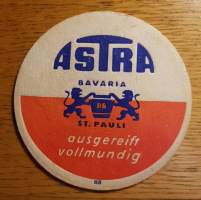 ASTRA
BAVARIA
ST. PAULI
ausgereift
vollmundig